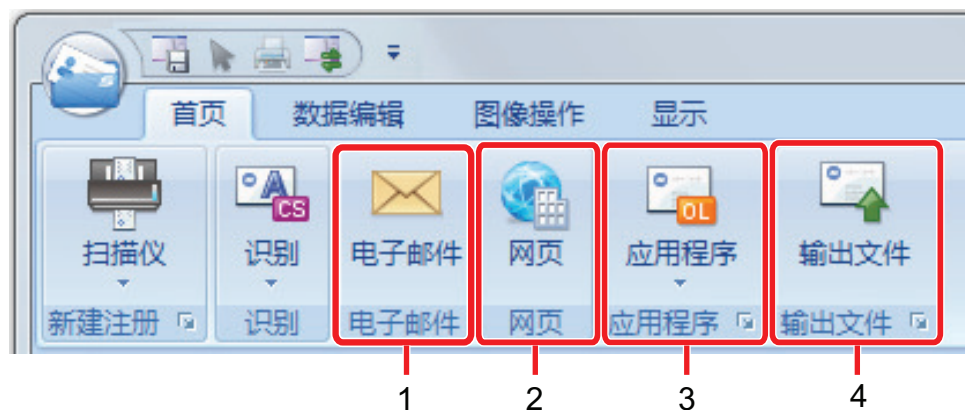 首页 数据编辑 图像操作 显示
A CS OL
扫描仪 识别 电子邮件 网页 应用程序 输出文件
新建注册 识别 电子邮件 网页 应用程序 输出文件
1 2 3 4